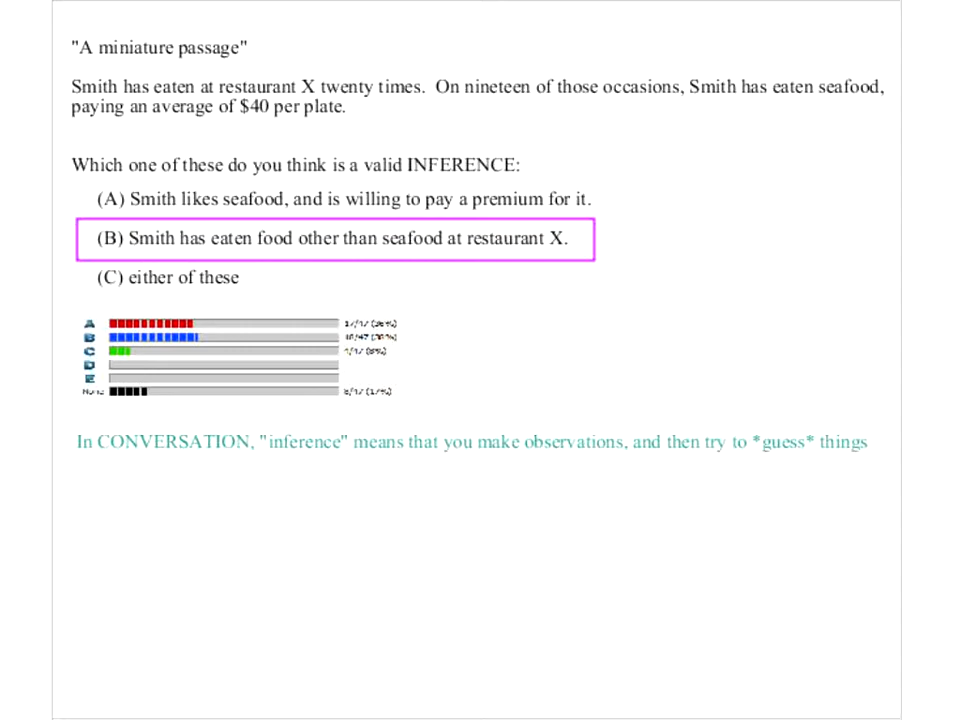 "A miniature passage"
Smith has eaten at restaurant X twenty times. On nineteen of those occasions, Smith has eaten seafood,
paying an average of $40 per plate.
Which one of these do you think is a valid INFERENCE:
(A) Smith likes seafood, and is willing to pay a premium for it.
(B) Smith has eaten food other than seafood at restaurant X.
(C) either of these
A
B
C
D
E
None
In CONVERSATION, "inference" means that you make observations, and then try to *guess* things